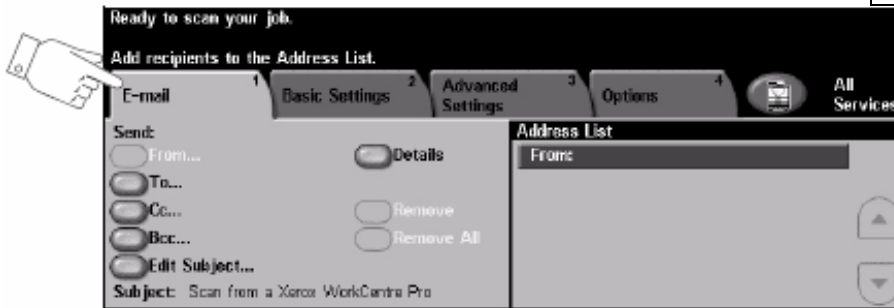 Ready to scan your job.
Add recipients to the Address List.
E-mail 1
Basic Settings 2
Advanced Settings 3
Options 4
All Services
Send:
From...
Details
To...
Cc...
Remove
Bcc...
Remove All
Edit Subject...
Subject: Scan from a Xerox WorkCentre Pro
Address List
From: